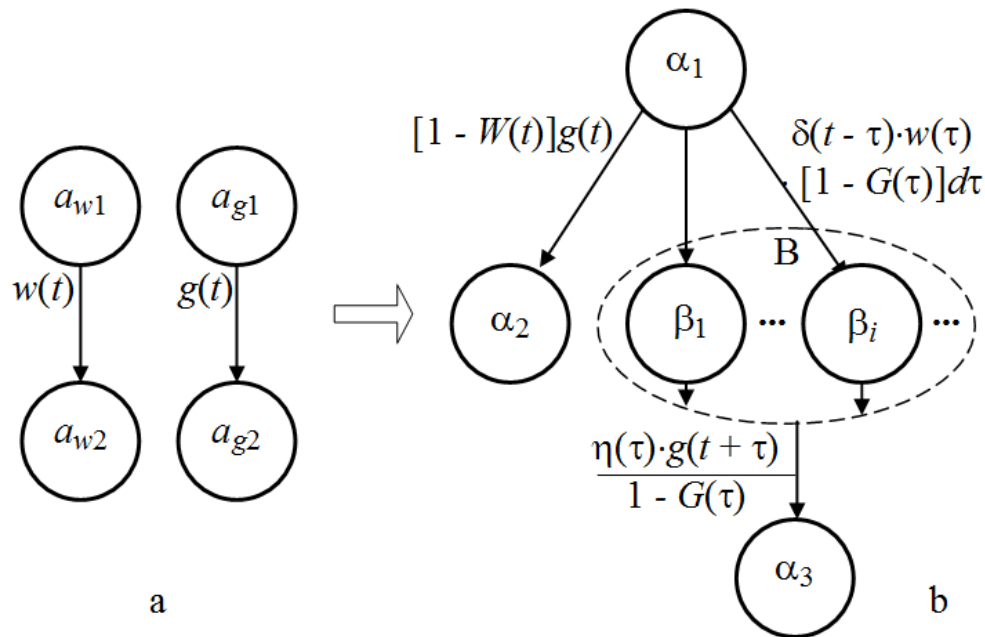 α1
[1 - W(t)]g(t)
δ(t - τ)·w(τ)
· [1 - G(τ)]dτ
aw1
ag1
w(t)
g(t)
B
α2
β1
...
βi
...
aw2
ag2
η(τ)·g(t + τ)
1 - G(τ)
α3
a
b